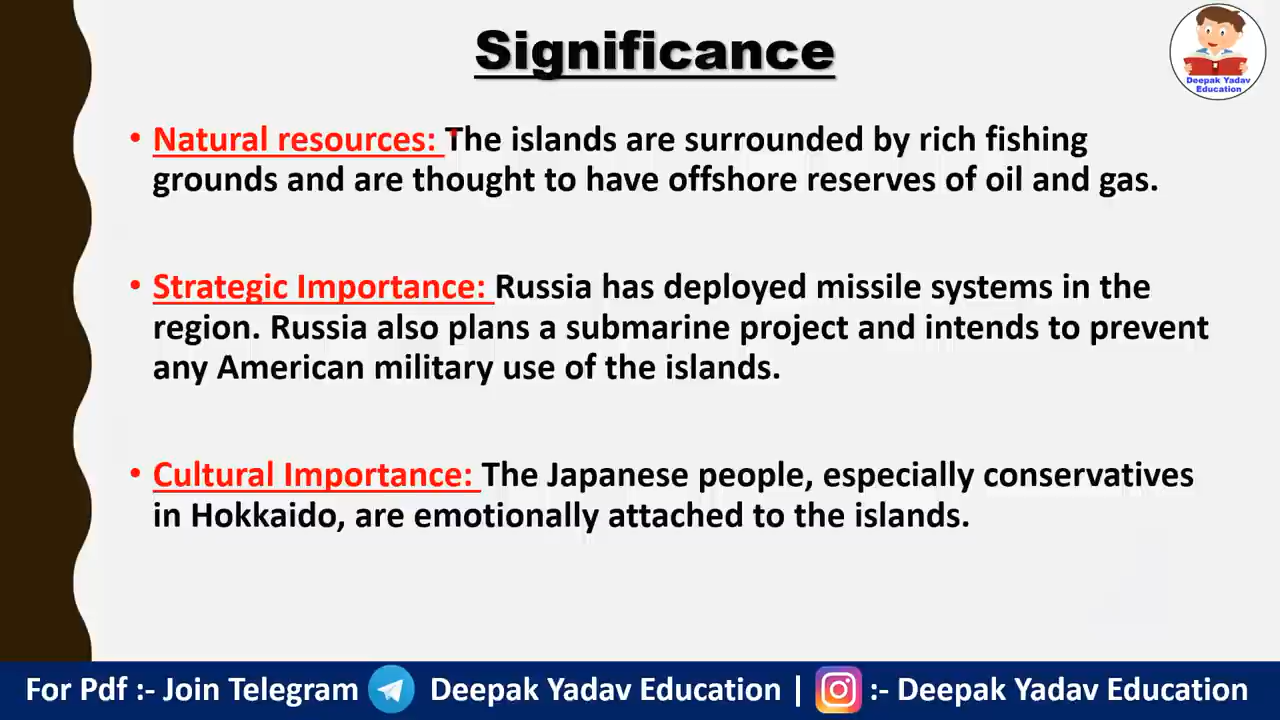 Significance
Deepak Yadav
Education
• Natural resources: The islands are surrounded by rich fishing
grounds and are thought to have offshore reserves of oil and gas.
• Strategic Importance: Russia has deployed missile systems in the
region. Russia also plans a submarine project and intends to prevent
any American military use of the islands.
• Cultural Importance: The Japanese people, especially conservatives
in Hokkaido, are emotionally attached to the islands.
For Pdf :- Join Telegram Deepak Yadav Education | :- Deepak Yadav Education